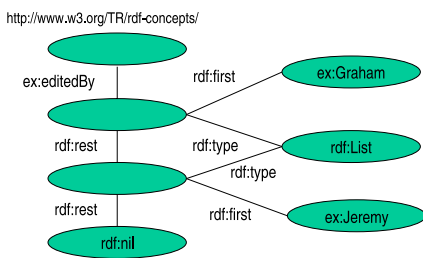 http://www.w3.org/TR/rdf-concepts/
ex:editedBy
rdf:first
ex:Graham
rdf:rest
rdf:type
rdf:List
rdf:type
rdf:rest
rdf:first
ex:Jeremy
rdf:nil